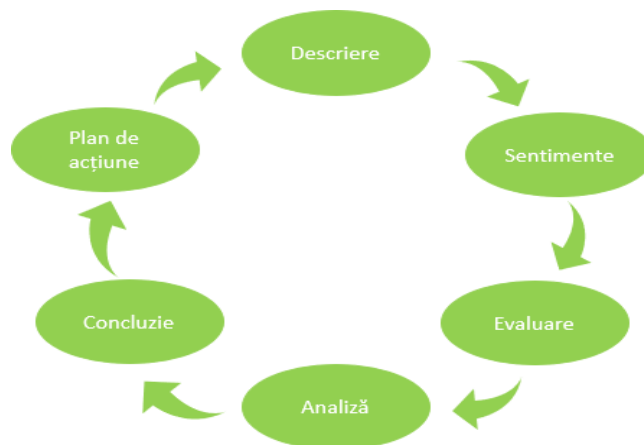 Descriere
Sentimente
Evaluare
Analiză
Concluzie
Plan de
acțiune